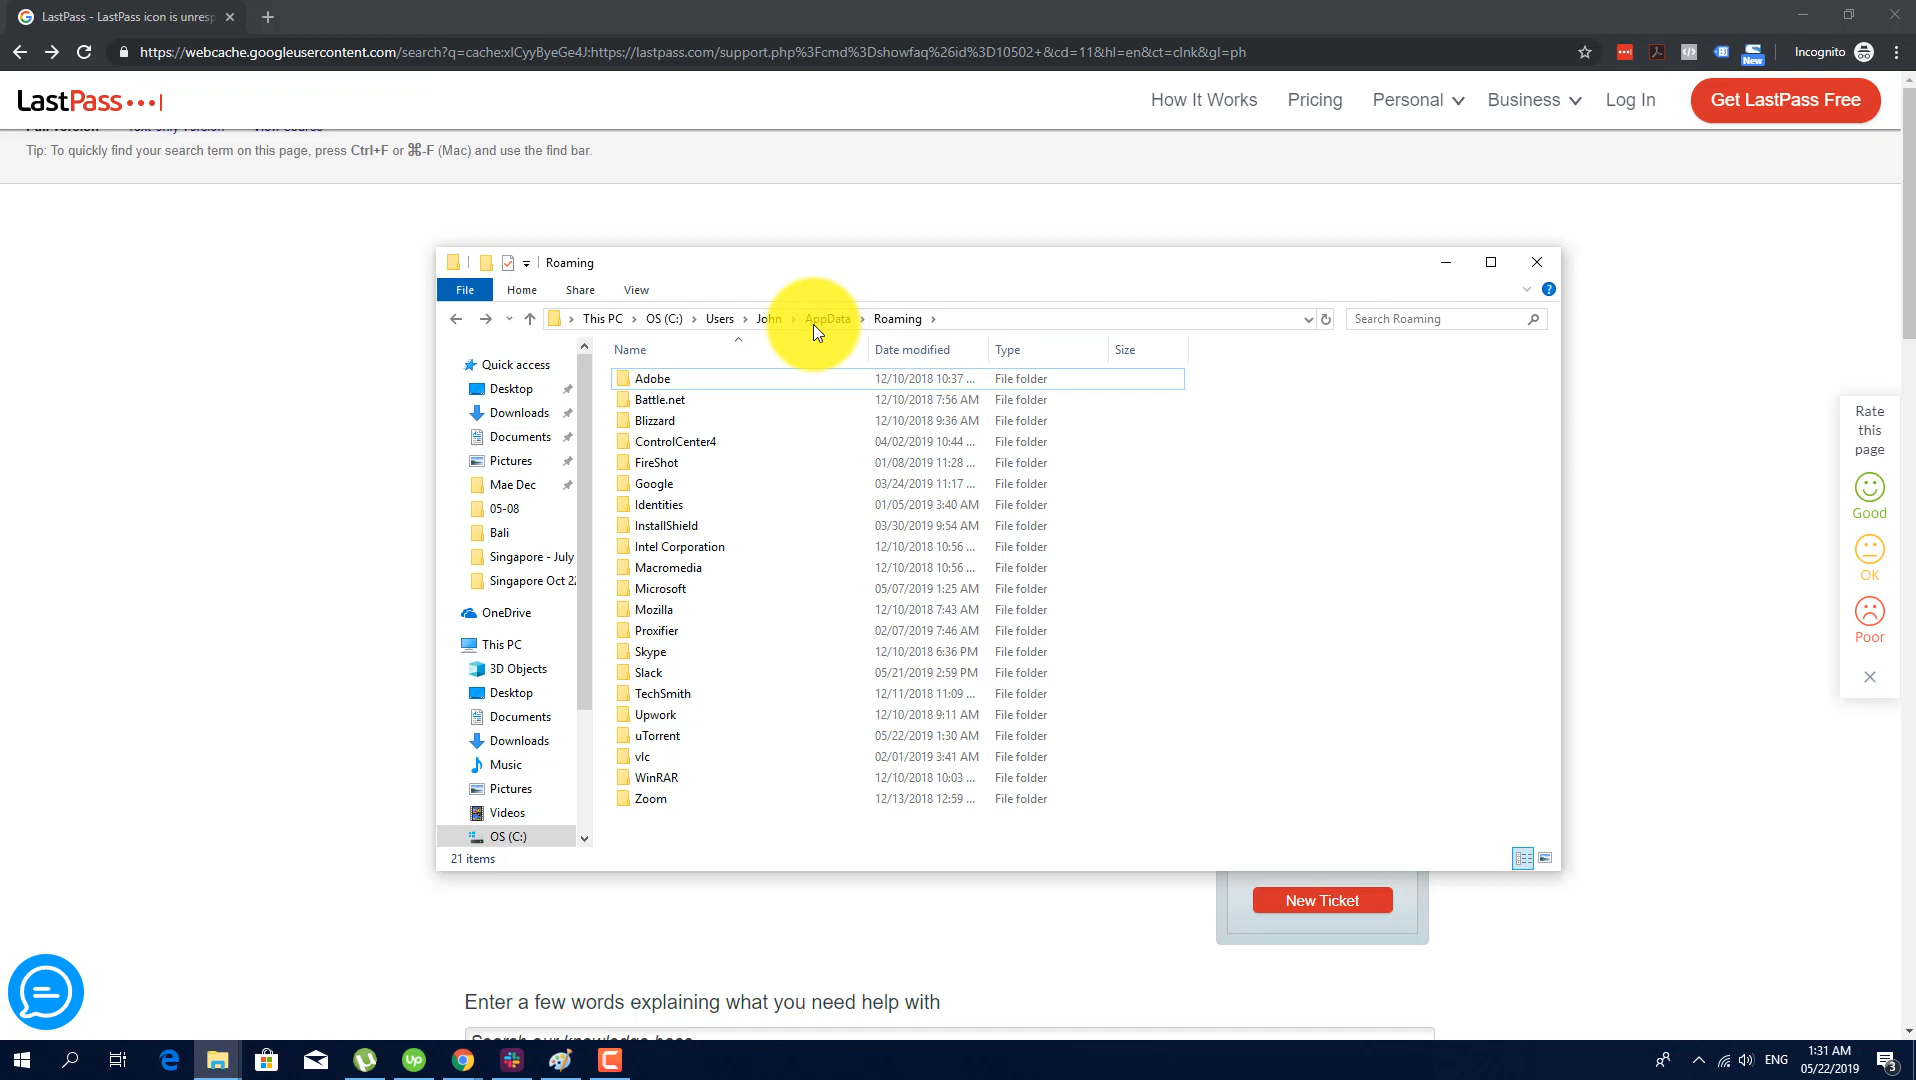 LastPass - LastPass icon is unresp
https://webcache.googleusercontent.com/search?q=cache:xlCyyByeGe4J:https://lastpass.com/support.php%3Fcmd%3Dshowfaq%26id%3D10502+&cd=11&hl=en&ct=clnk&gl=ph
New
Incognito
LastPass
How It Works
Pricing
Personal
Business
Log In
Get LastPass Free
Full version Text-only version View source
Tip: To quickly find your search term on this page, press Ctrl+F or ⌘-F (Mac) and use the find bar.
Roaming
File Home Share View
This PC > OS (C:) > Users > John > AppData > Roaming >
Search Roaming
Name Date modified Type Size
Quick access
Desktop
Downloads
Documents
Pictures
Mae Dec
05-08
Bali
Singapore - July
Singapore Oct 22
OneDrive
This PC
3D Objects
Desktop
Documents
Downloads
Music
Pictures
Videos
OS (C:)
Adobe 12/10/2018 10:37 ... File folder
Battle.net 12/10/2018 7:56 AM File folder
Blizzard 12/10/2018 9:36 AM File folder
ControlCenter4 04/02/2019 10:44 ... File folder
FireShot 01/08/2019 11:28 ... File folder
Google 03/24/2019 11:17 ... File folder
Identities 01/05/2019 3:40 AM File folder
InstallShield 03/30/2019 9:54 AM File folder
Intel Corporation 12/10/2018 10:56 ... File folder
Macromedia 12/10/2018 10:56 ... File folder
Microsoft 05/07/2019 1:25 AM File folder
Mozilla 12/10/2018 7:43 AM File folder
Proxifier 02/07/2019 7:46 AM File folder
Skype 12/10/2018 6:36 PM File folder
Slack 05/21/2019 2:59 PM File folder
TechSmith 12/11/2018 11:09 ... File folder
Upwork 12/10/2018 9:11 AM File folder
uTorrent 05/22/2019 1:30 AM File folder
vlc 02/01/2019 3:41 AM File folder
WinRAR 12/10/2018 10:03 ... File folder
Zoom 12/13/2018 12:59 ... File folder
21 items
Rate
this
page
Good
OK
Poor
New Ticket
Enter a few words explaining what you need help with
Search our knowledge base
ENG
1:31 AM
05/22/2019
3